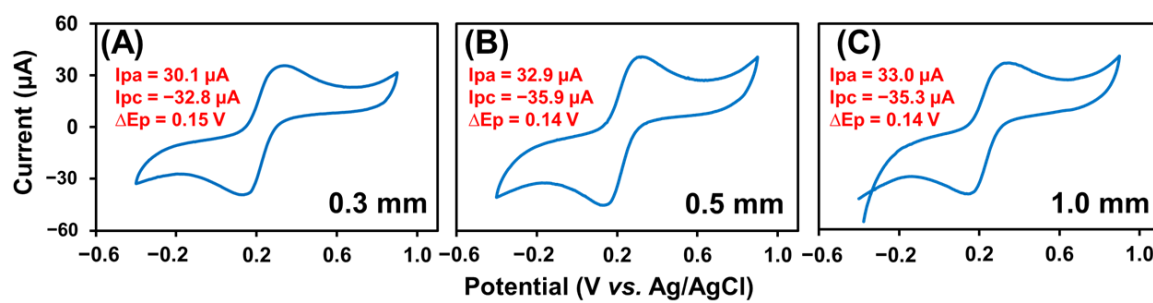 (A)
Ipa = 30.1 µA
Ipc = −32.8 µA
ΔEp = 0.15 V
0.3 mm
(B)
Ipa = 32.9 µA
Ipc = −35.9 µA
ΔEp = 0.14 V
0.5 mm
(C)
Ipa = 33.0 µA
Ipc = −35.3 µA
ΔEp = 0.14 V
1.0 mm
Current (µA)
60
30
0
−30
−60
−0.6 −0.2 0.2 0.6 1.0
−0.6 −0.2 0.2 0.6 1.0
−0.6 −0.2 0.2 0.6 1.0
Potential (V vs. Ag/AgCl)